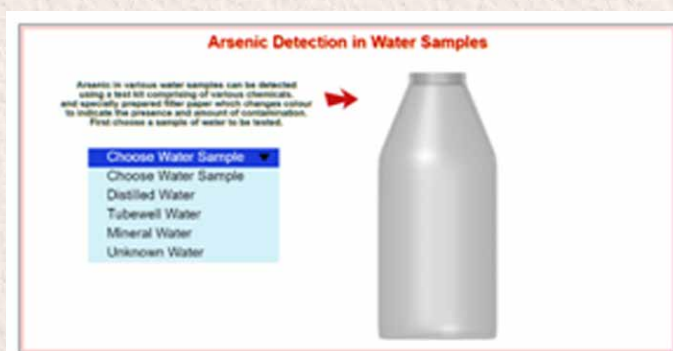 Arsenic Detection in Water Samples
Arsenic in various water samples can be detected
using a test kit comprising of various chemicals,
and specially prepared filter paper which changes colour
to indicate the presence and amount of contamination.
First choose a sample of water to be tested.
Choose Water Sample
Choose Water Sample
Distilled Water
Tubewell Water
Mineral Water
Unknown Water